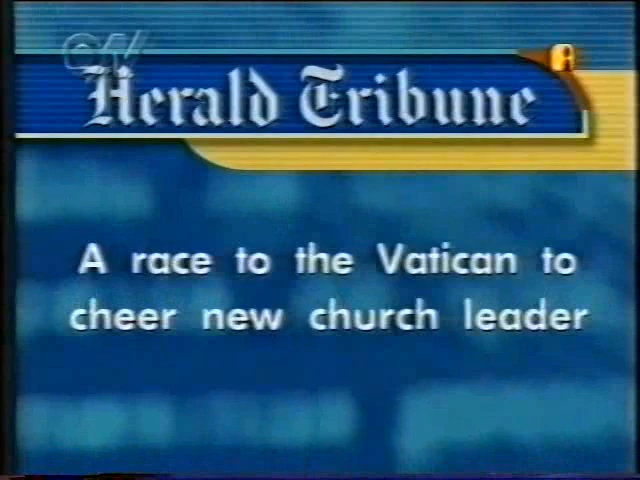 Herald Tribune
A race to the Vatican to
cheer new church leader